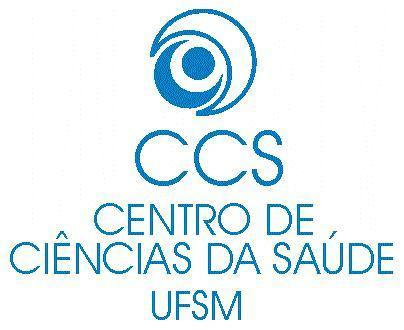 CCS
CENTRO DE
CIÊNCIAS DA SAÚDE
UFSM